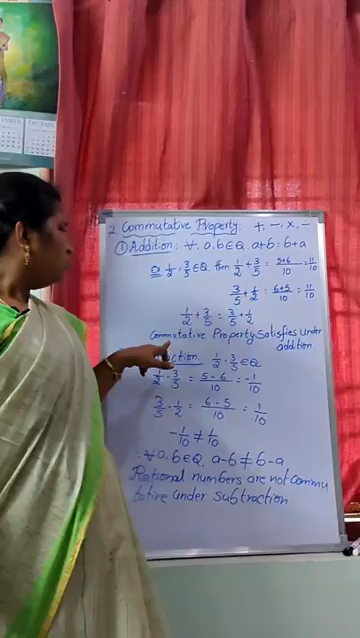 DECEMBER
2 Commutative Property: +, −, ×, ÷
① Addition: ∀ a, b ∈ Q a+b = b+a
Ex 1/2, 3/5 ∈ Q, then 1/2 + 3/5 = 5+6/10 = 11/10
3/5 + 1/2 = 6+5/10 = 11/10
1/2 + 3/5 = 3/5 + 1/2
Commutative Property Satisfies under
addition
1/2, 3/5 ∈ Q
1/2 - 3/5 = 5-6/10 = -1/10
3/5 - 1/2 = 6-5/10 = 1/10
-1/10 ≠ 1/10
∴ ∀ a, b ∈ Q, a-b ≠ b-a
Rational numbers are not commu
tative under subtraction